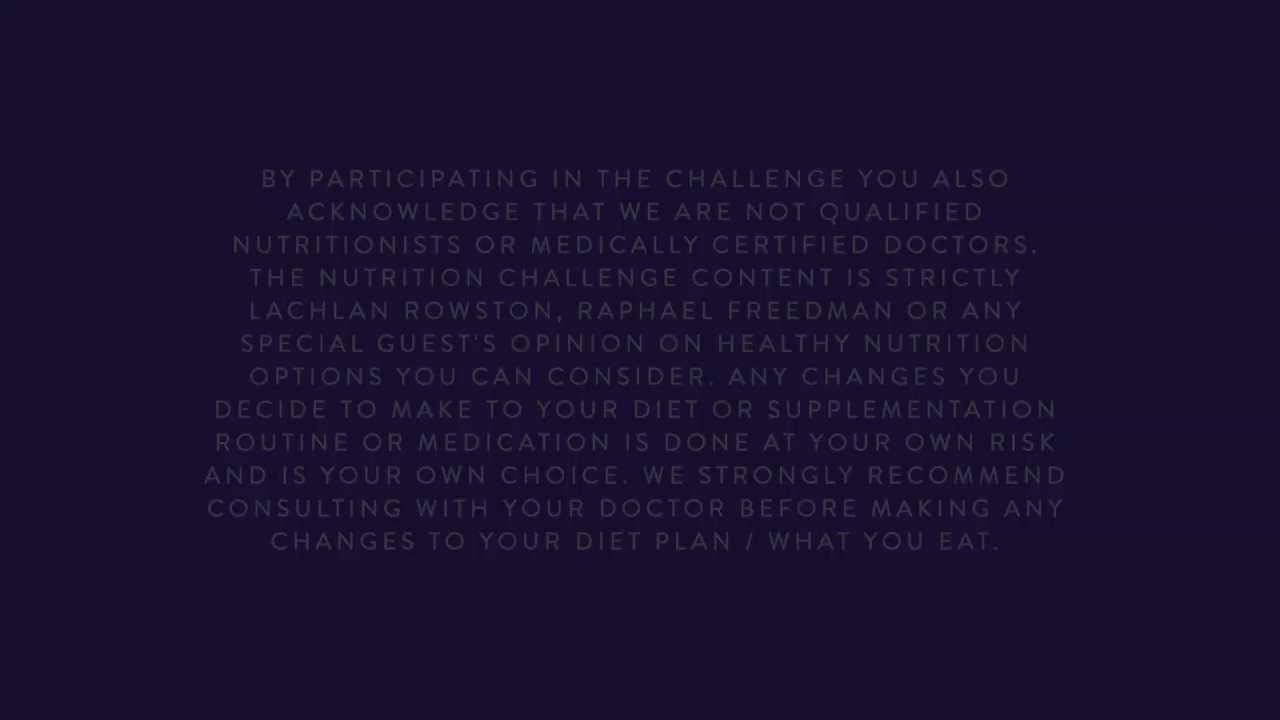 BY PARTICIPATING IN THE CHALLENGE YOU ALSO
ACKNOWLEDGE THAT WE ARE NOT QUALIFIED
NUTRITIONISTS OR MEDICALLY CERTIFIED DOCTORS.
THE NUTRITION CHALLENGE CONTENT IS STRICTLY
LACHLAN ROWSTON, RAPHAEL FREEDMAN OR ANY
SPECIAL GUEST'S OPINION ON HEALTHY NUTRITION
OPTIONS YOU CAN CONSIDER. ANY CHANGES YOU
DECIDE TO MAKE TO YOUR DIET OR SUPPLEMENTATION
ROUTINE OR MEDICATION IS DONE AT YOUR OWN RISK
AND IS YOUR OWN CHOICE. WE STRONGLY RECOMMEND
CONSULTING WITH YOUR DOCTOR BEFORE MAKING ANY
CHANGES TO YOUR DIET PLAN / WHAT YOU EAT.